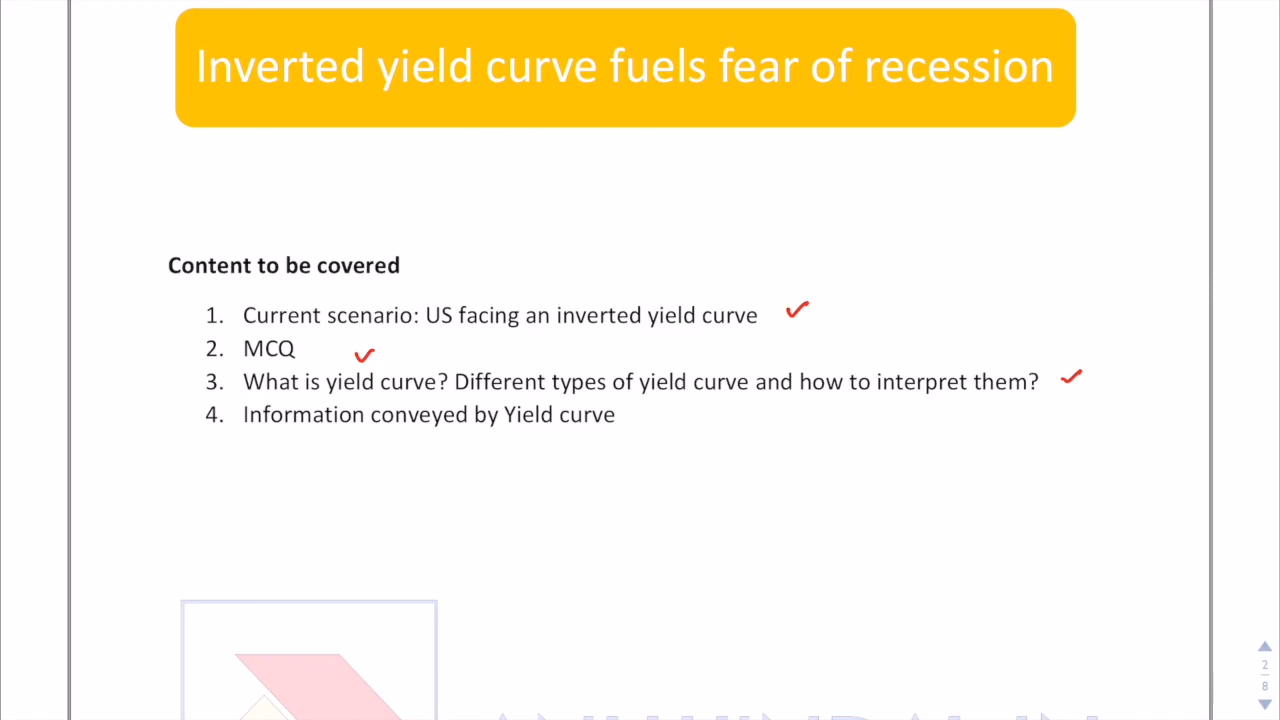 Inverted yield curve fuels fear of recession
Content to be covered
1. Current scenario: US facing an inverted yield curve
2. MCQ
3. What is yield curve? Different types of yield curve and how to interpret them?
4. Information conveyed by Yield curve
2
8